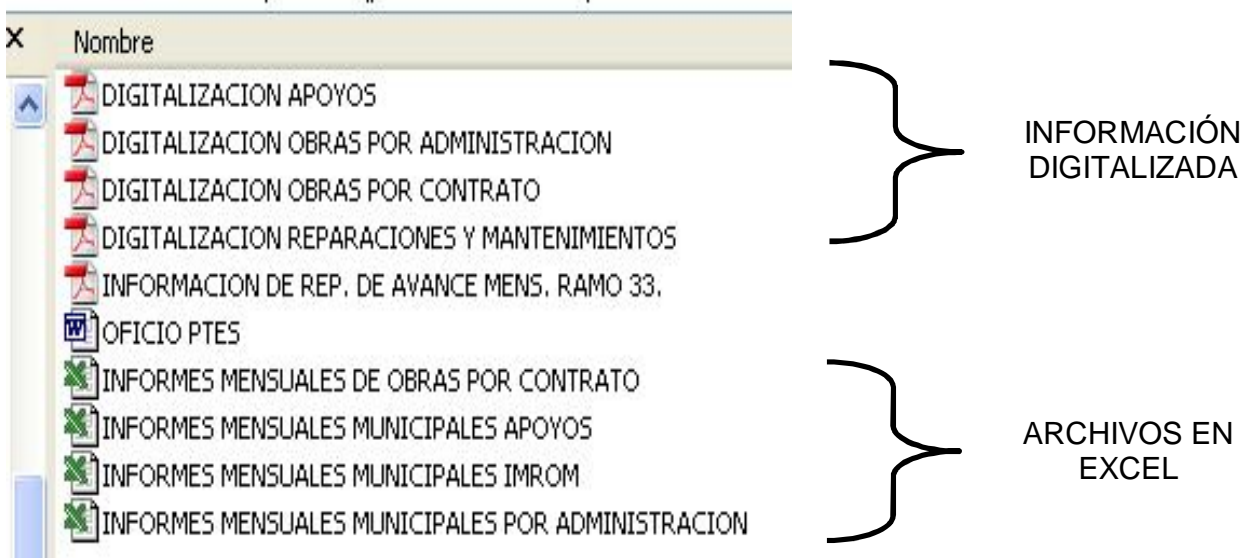 X Nombre
DIGITALIZACION APOYOS
DIGITALIZACION OBRAS POR ADMINISTRACION
DIGITALIZACION OBRAS POR CONTRATO
DIGITALIZACION REPARACIONES Y MANTENIMIENTOS
INFORMACION DE REP. DE AVANCE MENS. RAMO 33.
OFICIO PTES
INFORMES MENSUALES DE OBRAS POR CONTRATO
INFORMES MENSUALES MUNICIPALES APOYOS
INFORMES MENSUALES MUNICIPALES IMROM
INFORMES MENSUALES MUNICIPALES POR ADMINISTRACION
INFORMACIÓN
DIGITALIZADA
ARCHIVOS EN
EXCEL